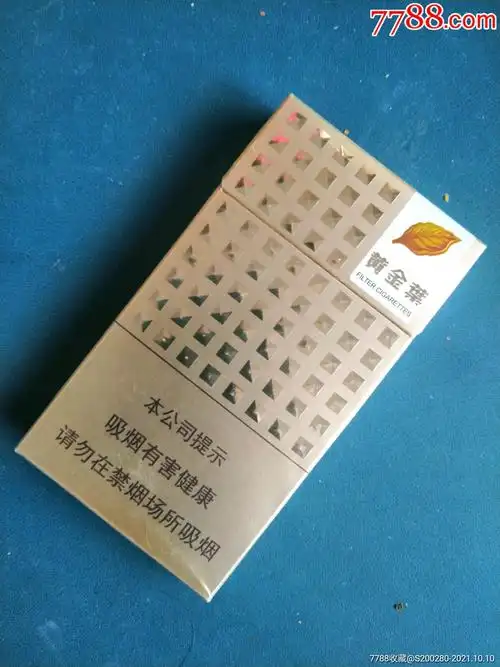 7788.com
黄金葉
FILTER CIGARETTES
本公司提示
吸烟有害健康
请勿在禁烟场所吸烟
7788收藏@S200280-2021.10.10